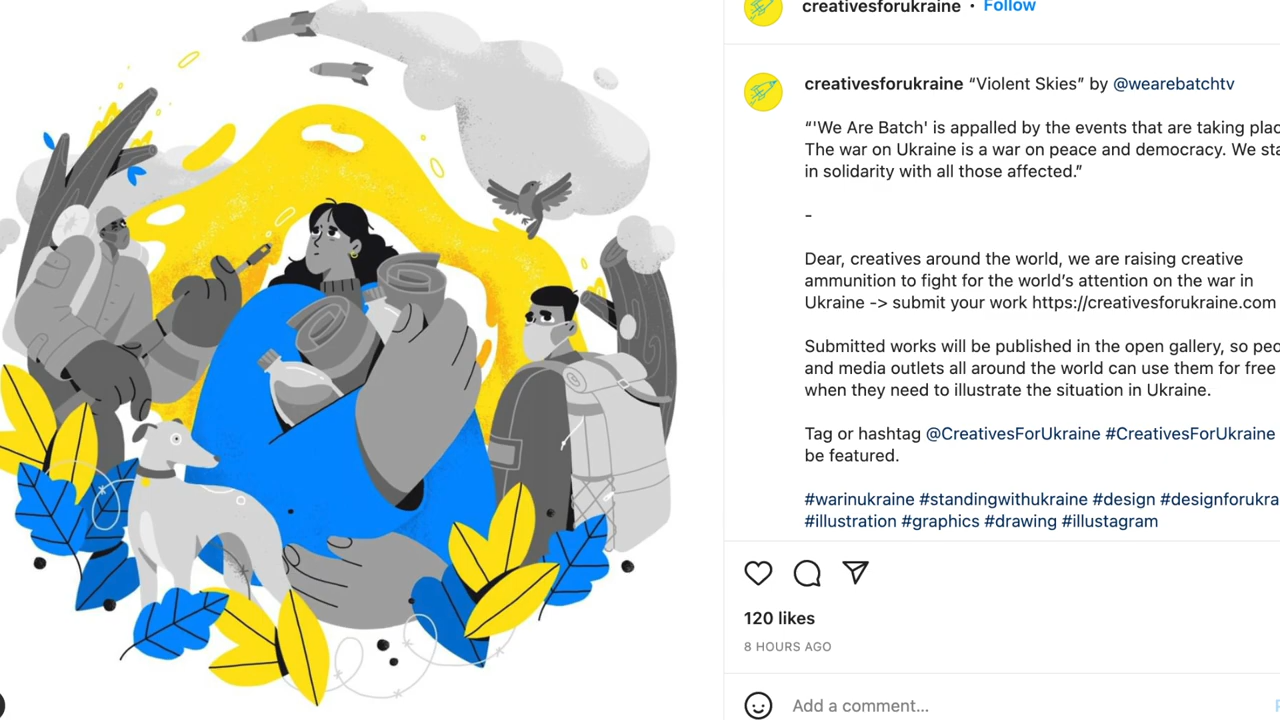 creativesforukraine • Follow
creativesforukraine “Violent Skies” by @wearebatchtv
“'We Are Batch' is appalled by the events that are taking
The war on Ukraine is a war on peace and democracy. We
in solidarity with all those affected.”
-
Dear, creatives around the world, we are raising creative
ammunition to fight for the world’s attention on the war in
Ukraine -> submit your work https://creativesforukraine.com
Submitted works will be published in the open gallery, so
and media outlets all around the world can use them for free
when they need to illustrate the situation in Ukraine.
Tag or hashtag @CreativesForUkraine #CreativesForUkraine
be featured.
#warinukraine #standingwithukraine #design
#illustration #graphics #drawing #illustagram
120 likes
8 HOURS AGO
Add a comment...